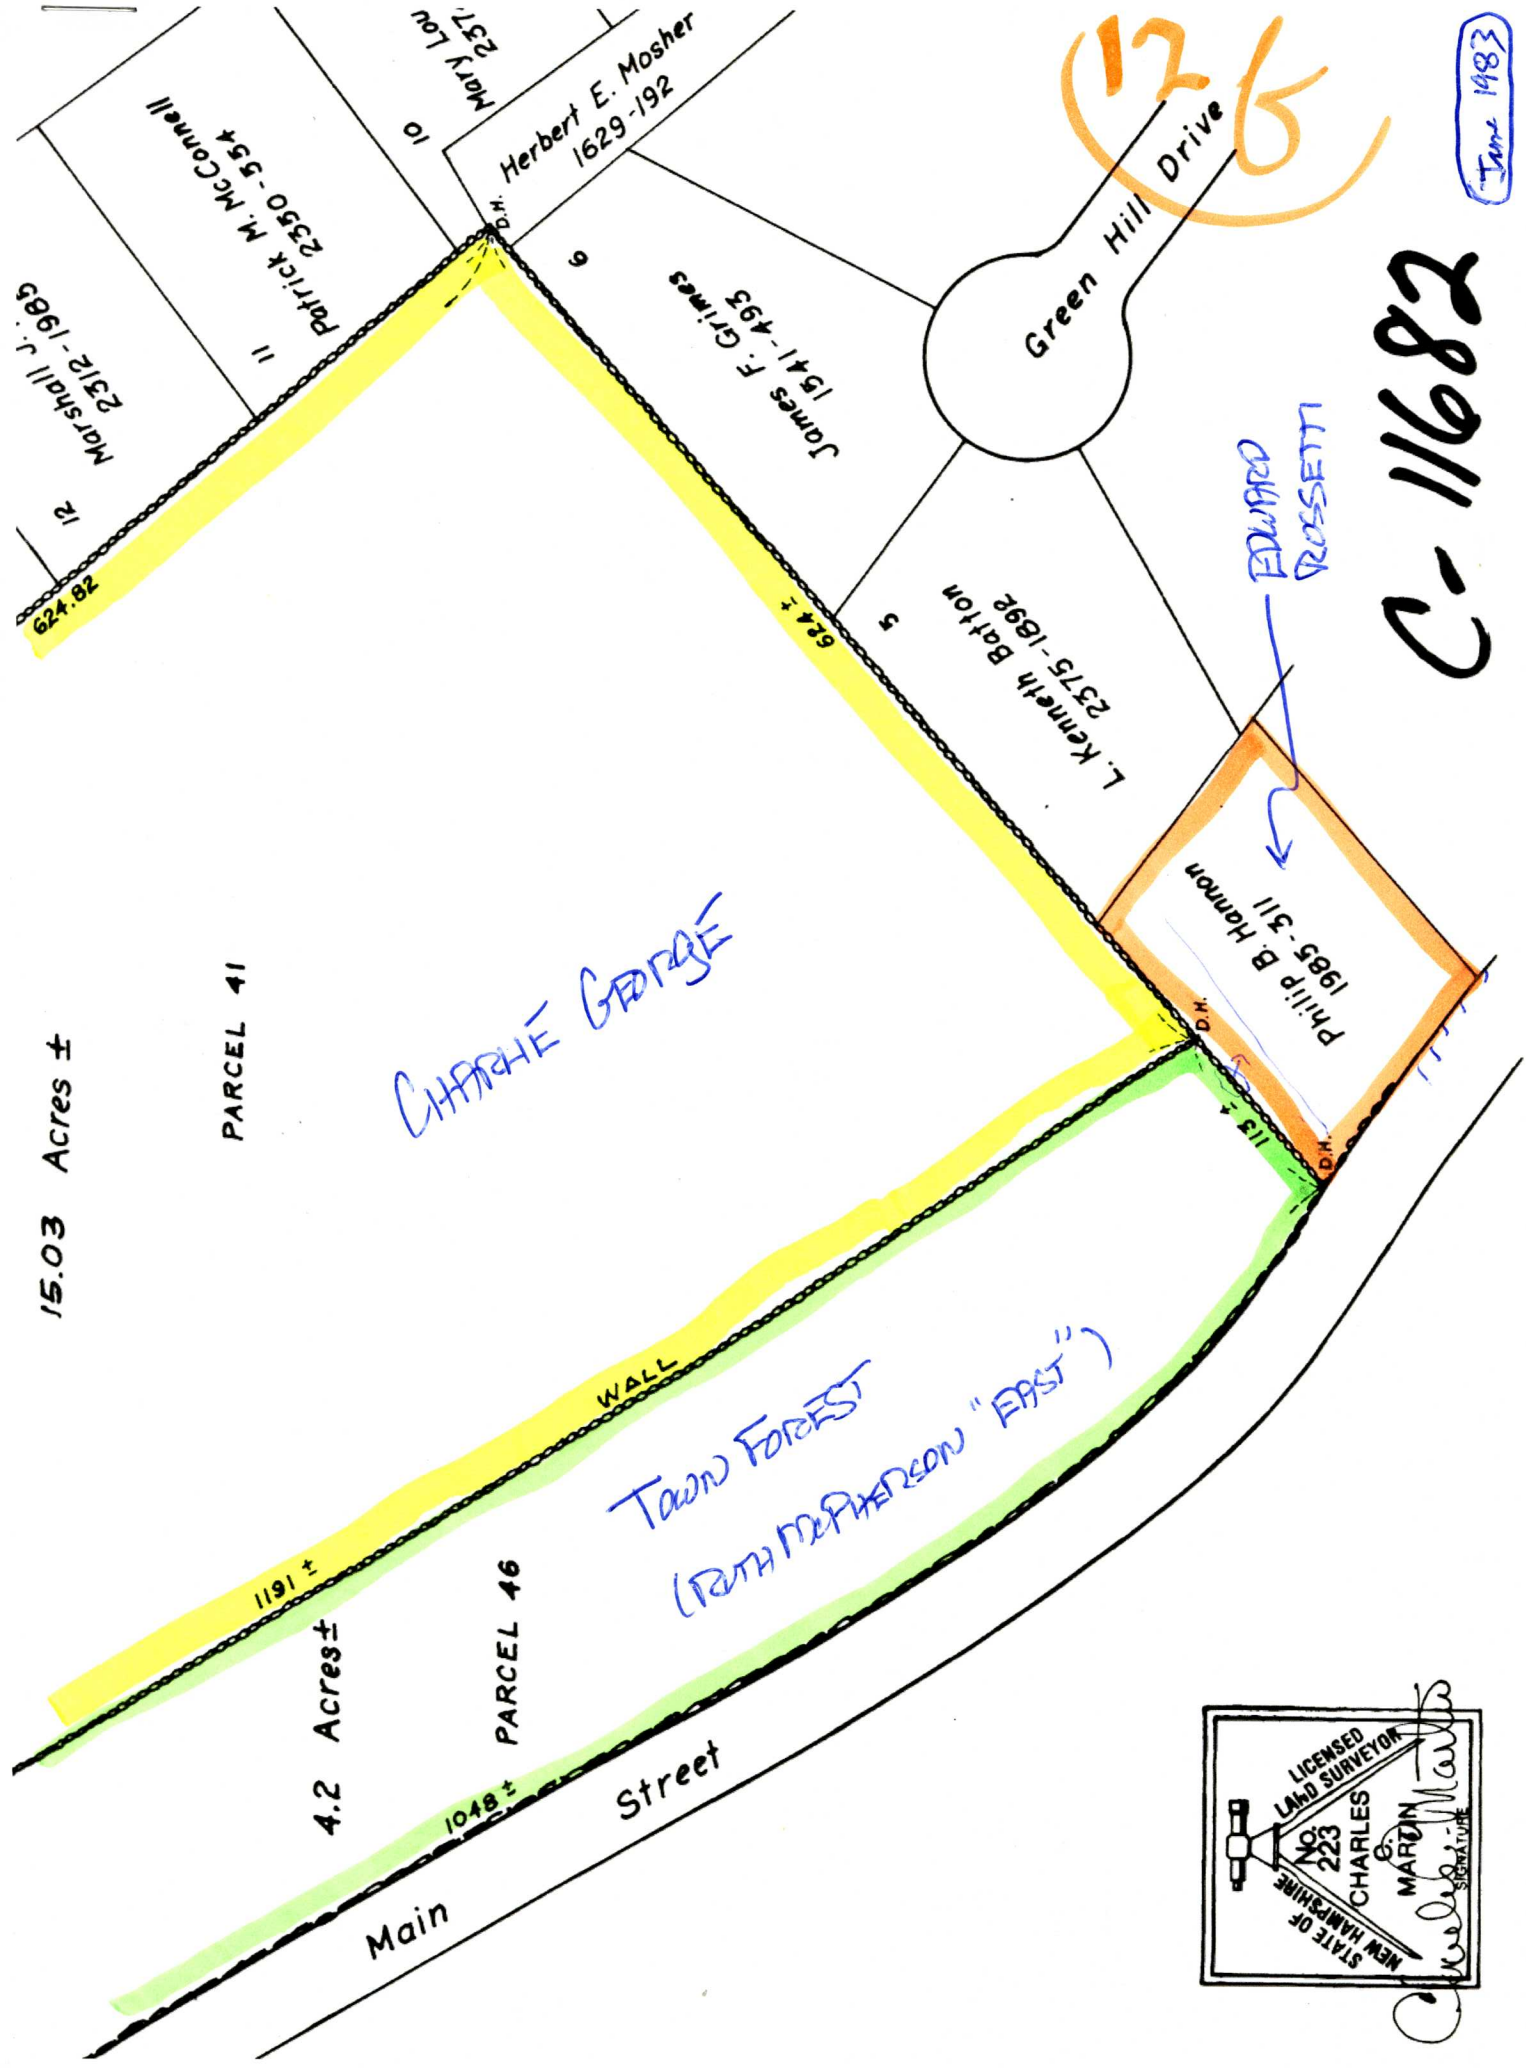 Mary Lou
237
Herbert E. Mosher
1629-192
10
Patrick M. McConnell
2350-554
11
Marshall J.
2312-1985
12
624.82
D.H.
6
James F. Grimes
1541-493
Green Hill Drive
12
June 1983
C-11682
624±
5
L. Kenneth Batton
2375-1892
EDWARD
ROSSETTI
Philip B. Hannon
1985-311
D.H.
113±
D.H.
15.03 Acres ±
PARCEL 41
CHARLIE GEORGE
WALL
1191±
TOWN FOREST
(RUTH McPHERSON "EAST")
4.2 Acres±
PARCEL 46
1048±
Main Street
STATE OF
NEW HAMPSHIRE
LICENSED
LAND SURVEYOR
NO.
223
CHARLES
C.
MARTIN
SIGNATURE
Charles C. Martin